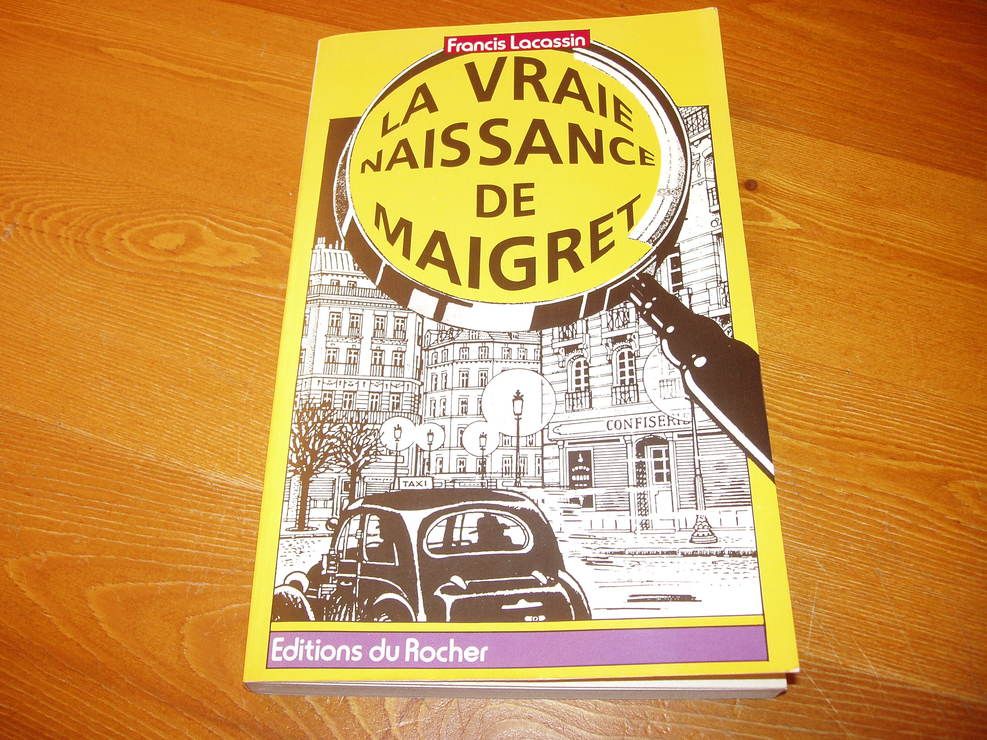 Francis Lacassin
LA VRAIE
NAISSANCE
DE
MAIGRET
CONFISERIE
TAXI
Editions du Rocher